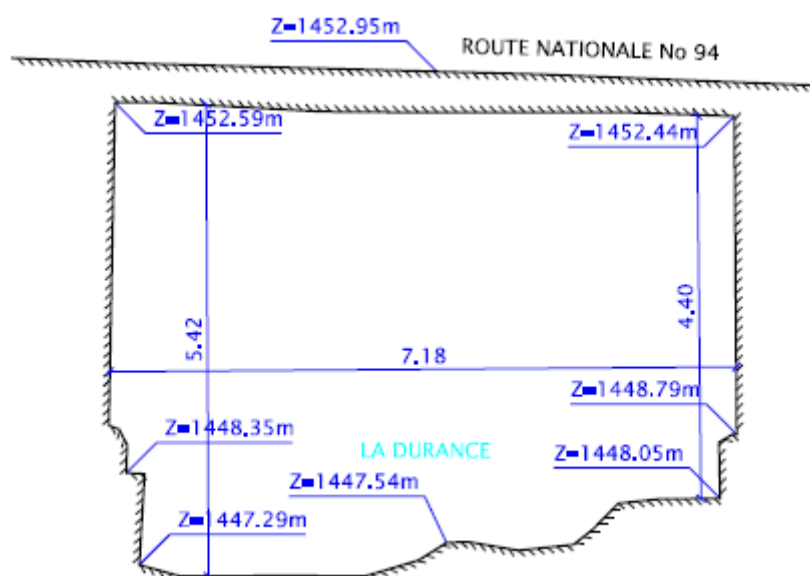 Z=1452.95m
ROUTE NATIONALE No 94
Z=1452.59m
Z=1452.44m
5.42
4.40
7.18
Z=1448.79m
Z=1448.35m
LA DURANCE
Z=1448.05m
Z=1447.54m
Z=1447.29m